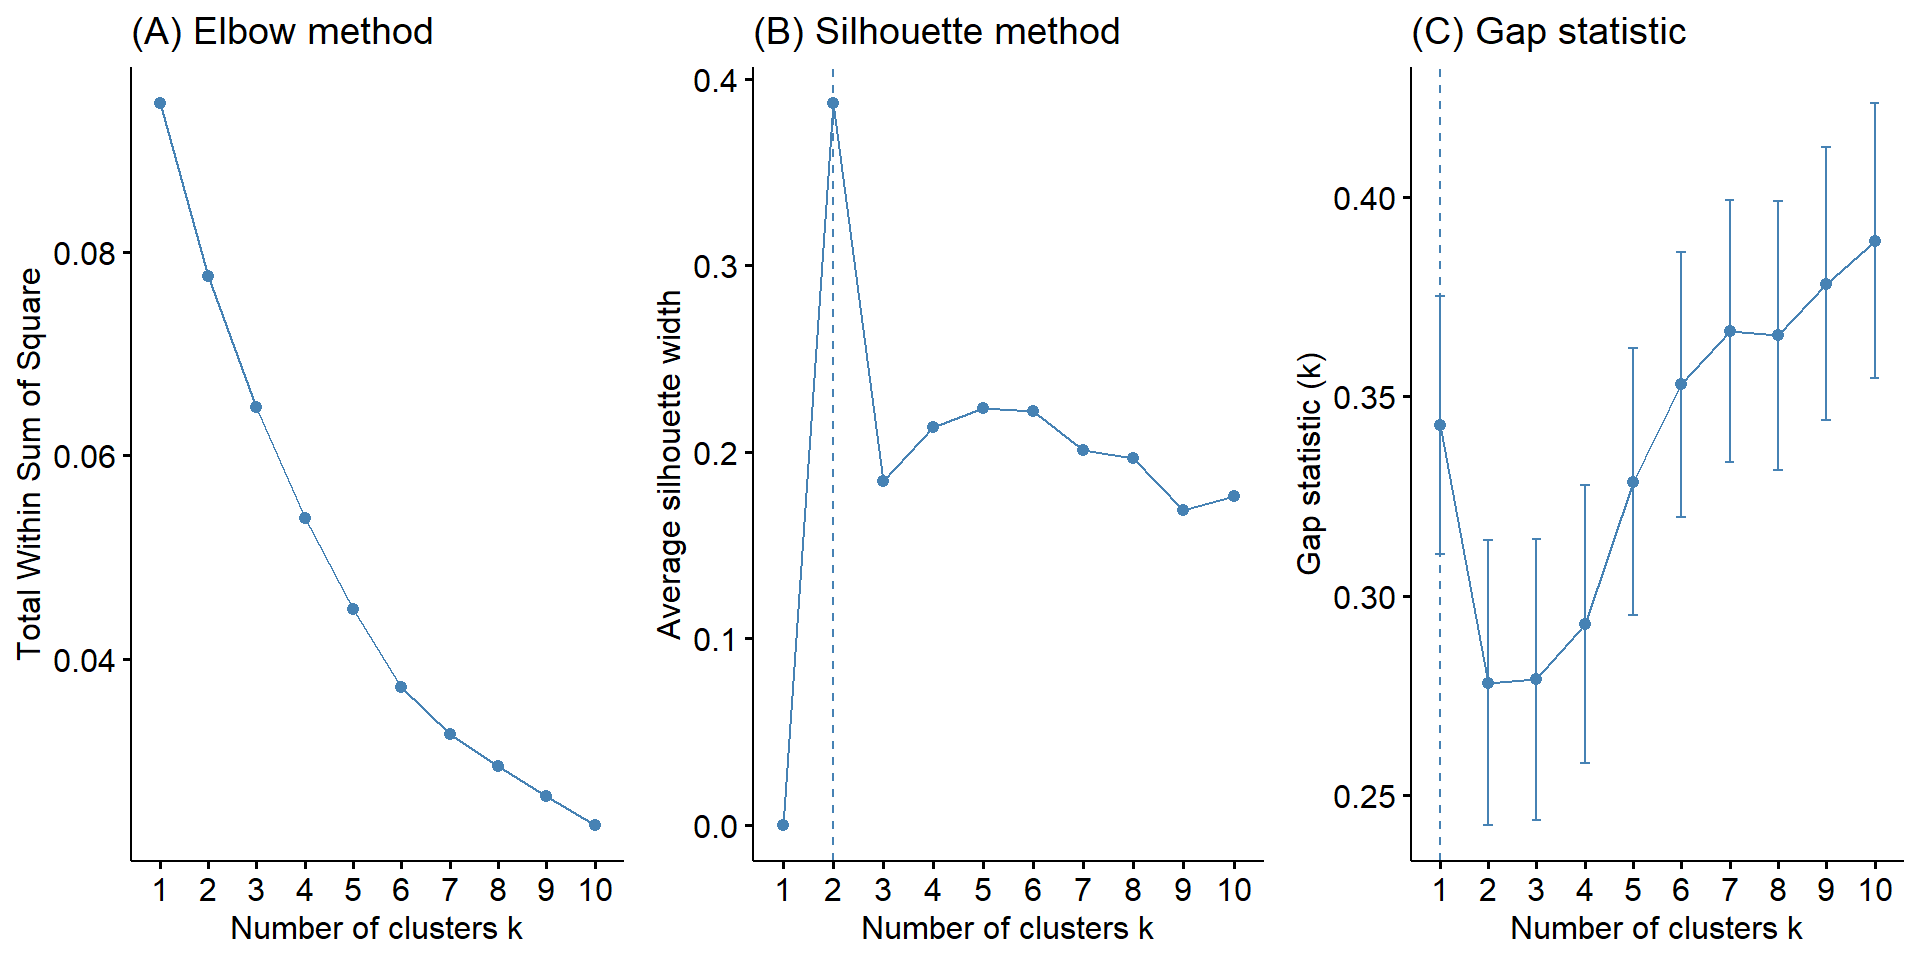 (A) Elbow method
0.08
0.06
0.04
Total Within Sum of Square
1 2 3 4 5 6 7 8 9 10
Number of clusters k
(B) Silhouette method
0.4
0.3
0.2
0.1
0.0
Average silhouette width
1 2 3 4 5 6 7 8 9 10
Number of clusters k
(C) Gap statistic
0.40
0.35
0.30
0.25
Gap statistic (k)
1 2 3 4 5 6 7 8 9 10
Number of clusters k